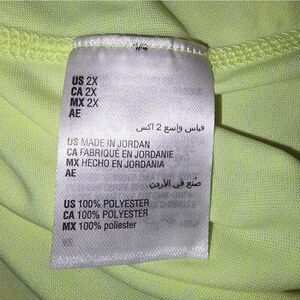 US 2X
CA 2X
MX 2X
AE
قياس واسع 2 اكس
US MADE IN JORDAN
CA FABRIQUÉ EN JORDANIE
MX HECHO EN JORDANIA
AE
صُنع في الأردن
US 100% POLYESTER
CA 100% POLYESTER
MX 100% poliester